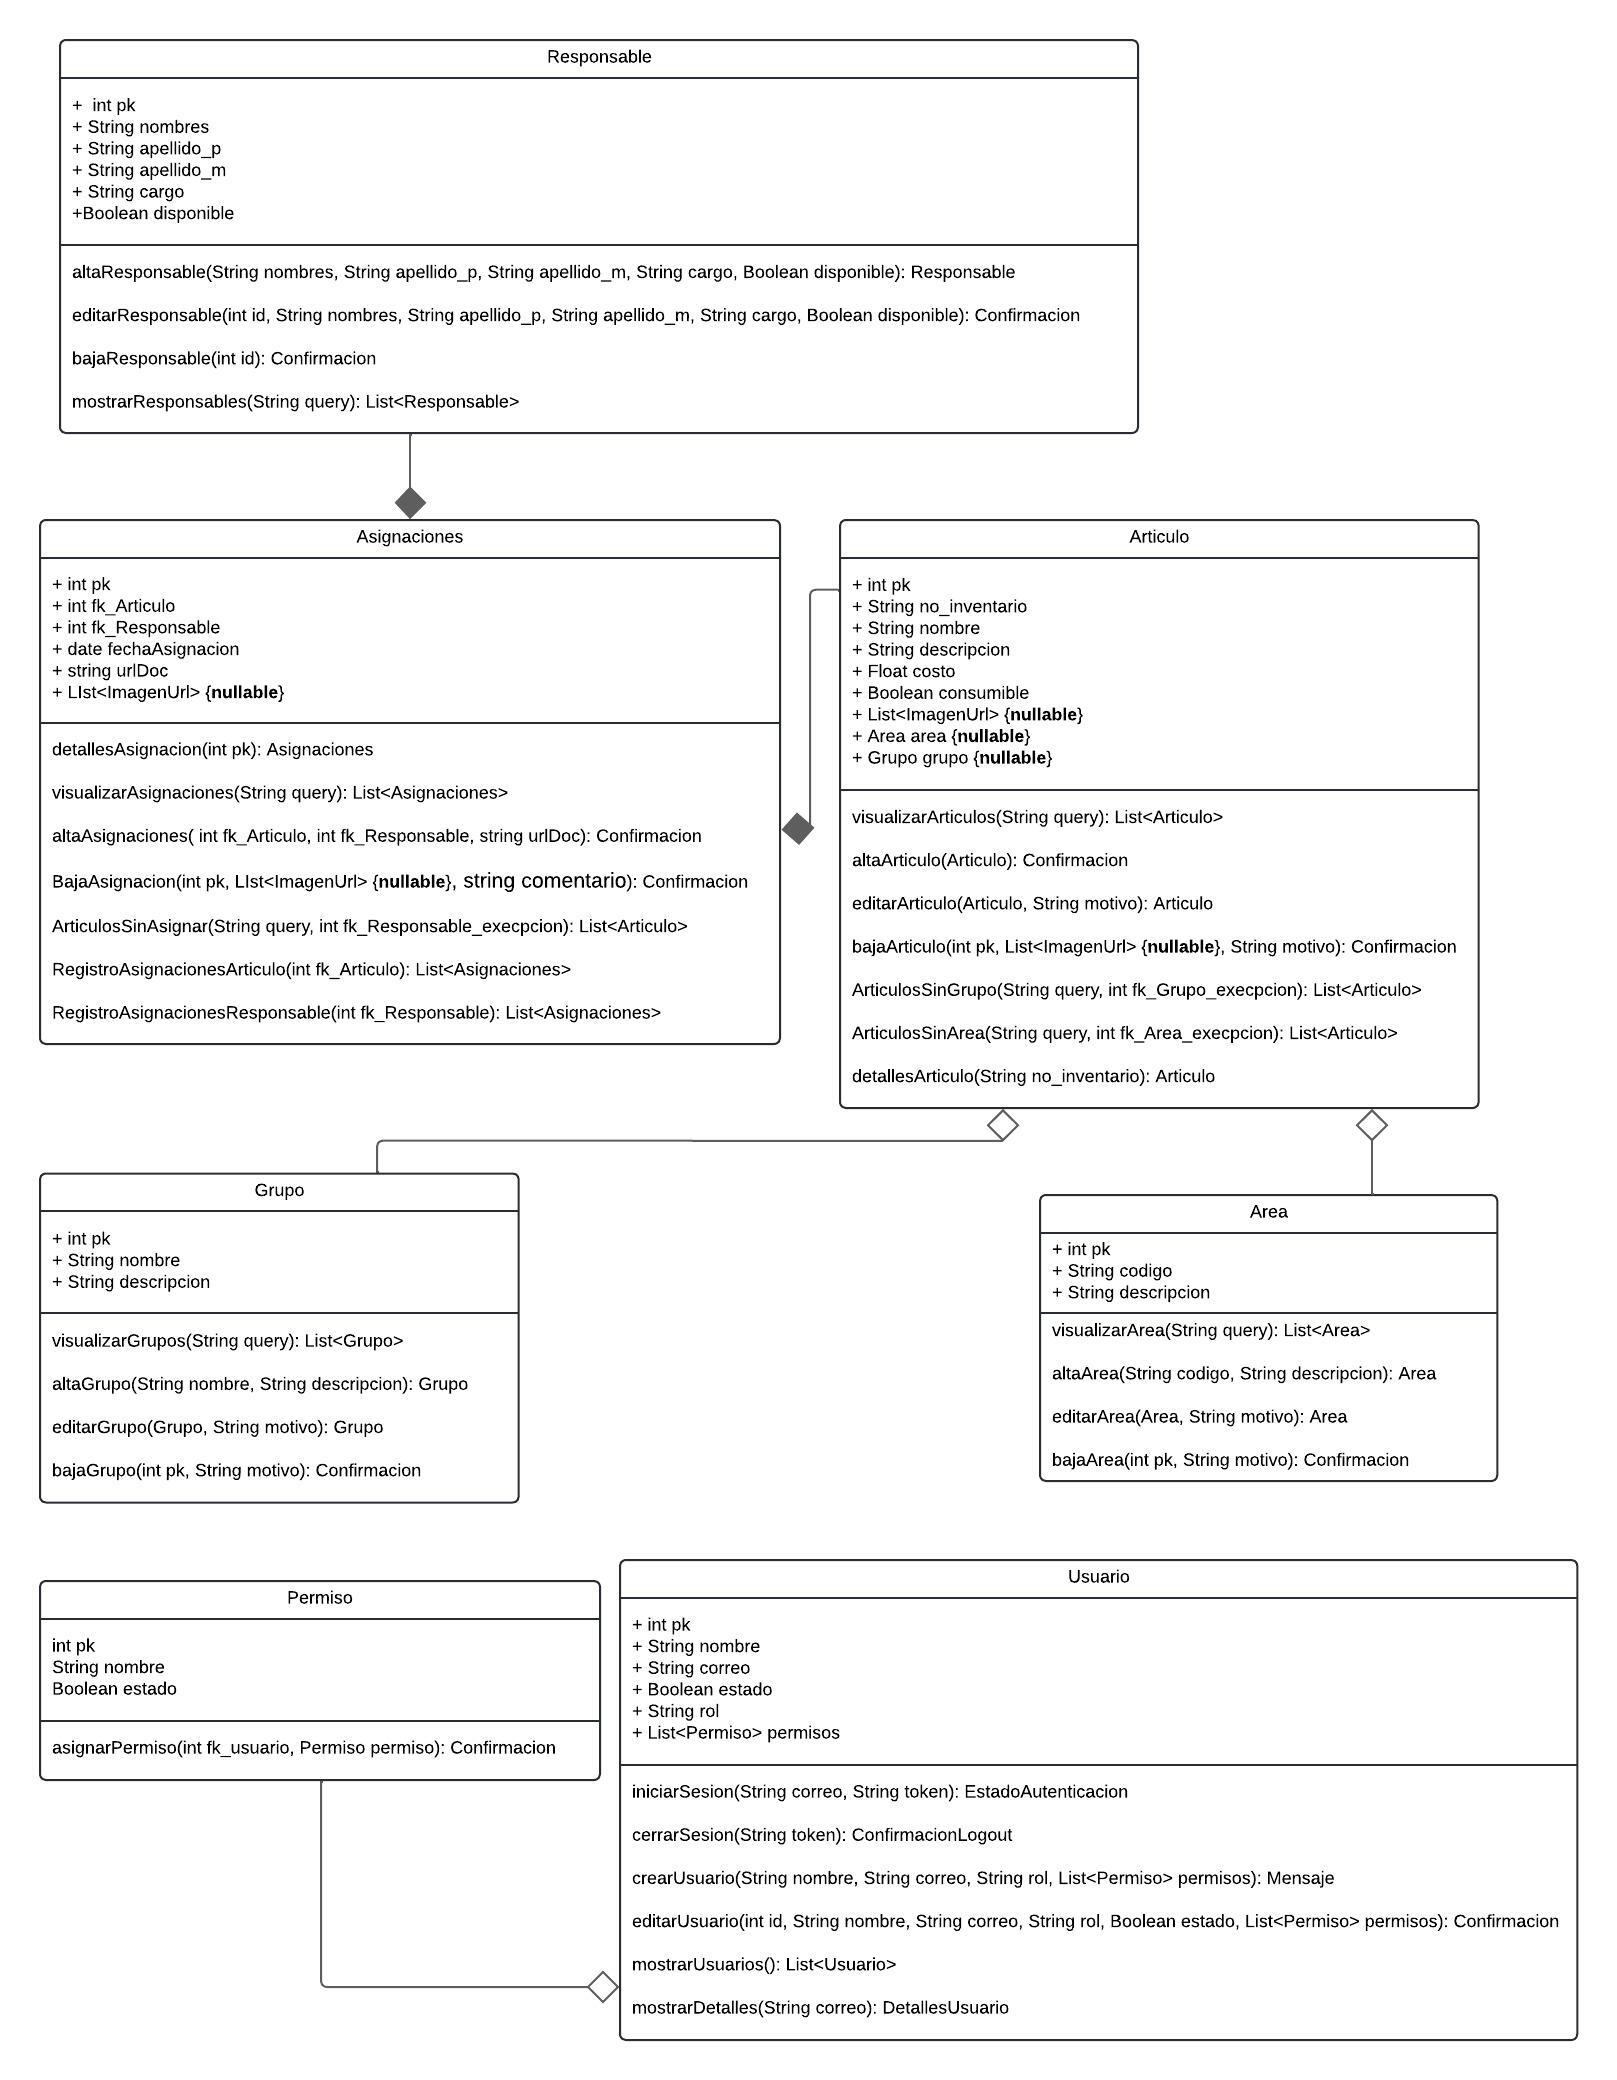 Responsable
+  int pk
+ String nombres
+ String apellido_p
+ String apellido_m
+ String cargo
+Boolean disponible
altaResponsable(String nombres, String apellido_p, String apellido_m, String cargo, Boolean disponible): Responsable
editarResponsable(int id, String nombres, String apellido_p, String apellido_m, String cargo, Boolean disponible): Confirmacion
bajaResponsable(int id): Confirmacion
mostrarResponsables(String query): List<Responsable>
Asignaciones
+ int pk
+ int fk_Articulo
+ int fk_Responsable
+ date fechaAsignacion
+ string urlDoc
+ LIst<ImagenUrl> {nullable}
detallesAsignacion(int pk): Asignaciones
visualizarAsignaciones(String query): List<Asignaciones>
altaAsignaciones( int fk_Articulo, int fk_Responsable, string urlDoc): Confirmacion
BajaAsignacion(int pk, LIst<ImagenUrl> {nullable}, string comentario): Confirmacion
ArticulosSinAsignar(String query, int fk_Responsable_execpcion): List<Articulo>
RegistroAsignacionesArticulo(int fk_Articulo): List<Asignaciones>
RegistroAsignacionesResponsable(int fk_Responsable): List<Asignaciones>
Articulo
+ int pk
+ String no_inventario
+ String nombre
+ String descripcion
+ Float costo
+ Boolean consumible
+ List<ImagenUrl> {nullable}
+ Area area {nullable}
+ Grupo grupo {nullable}
visualizarArticulos(String query): List<Articulo>
altaArticulo(Articulo): Confirmacion
editarArticulo(Articulo, String motivo): Articulo
bajaArticulo(int pk, List<ImagenUrl> {nullable}, String motivo): Confirmacion
ArticulosSinGrupo(String query, int fk_Grupo_execpcion): List<Articulo>
ArticulosSinArea(String query, int fk_Area_execpcion): List<Articulo>
detallesArticulo(String no_inventario): Articulo
Grupo
+ int pk
+ String nombre
+ String descripcion
visualizarGrupos(String query): List<Grupo>
altaGrupo(String nombre, String descripcion): Grupo
editarGrupo(Grupo, String motivo): Grupo
bajaGrupo(int pk, String motivo): Confirmacion
Area
+ int pk
+ String codigo
+ String descripcion
visualizarArea(String query): List<Area>
altaArea(String codigo, String descripcion): Area
editarArea(Area, String motivo): Area
bajaArea(int pk, String motivo): Confirmacion
Permiso
int pk
String nombre
Boolean estado
asignarPermiso(int fk_usuario, Permiso permiso): Confirmacion
Usuario
+ int pk
+ String nombre
+ String correo
+ Boolean estado
+ String rol
+ List<Permiso> permisos
iniciarSesion(String correo, String token): EstadoAutenticacion
cerrarSesion(String token): ConfirmacionLogout
crearUsuario(String nombre, String correo, String rol, List<Permiso> permisos): Mensaje
editarUsuario(int id, String nombre, String correo, String rol, Boolean estado, List<Permiso> permisos): Confirmacion
mostrarUsuarios(): List<Usuario>
mostrarDetalles(String correo): DetallesUsuario